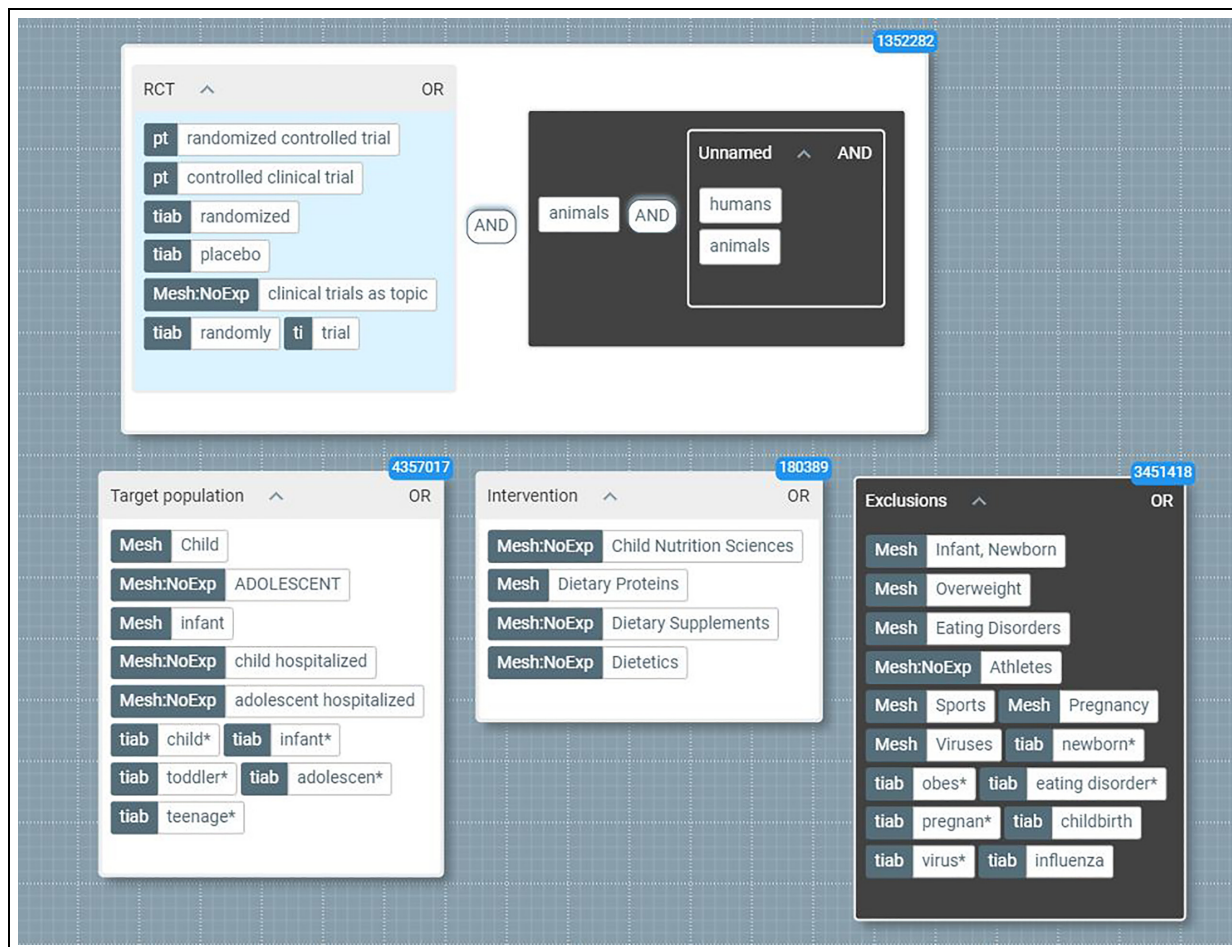 1352282
RCT OR
pt randomized controlled trial
pt controlled clinical trial
tiab randomized
tiab placebo
Mesh:NoExp clinical trials as topic
tiab randomly ti trial
AND
animals AND
Unnamed AND
humans
animals
4357017
Target population OR
Mesh Child
Mesh:NoExp ADOLESCENT
Mesh infant
Mesh:NoExp child hospitalized
Mesh:NoExp adolescent hospitalized
tiab child* tiab infant*
tiab toddler* tiab adolescen*
tiab teenage*
180389
Intervention OR
Mesh:NoExp Child Nutrition Sciences
Mesh Dietary Proteins
Mesh:NoExp Dietary Supplements
Mesh:NoExp Dietetics
3451418
Exclusions OR
Mesh Infant, Newborn
Mesh Overweight
Mesh Eating Disorders
Mesh:NoExp Athletes
Mesh Sports Mesh Pregnancy
Mesh Viruses tiab newborn*
tiab obes* tiab eating disorder*
tiab pregnan* tiab childbirth
tiab virus* tiab influenza